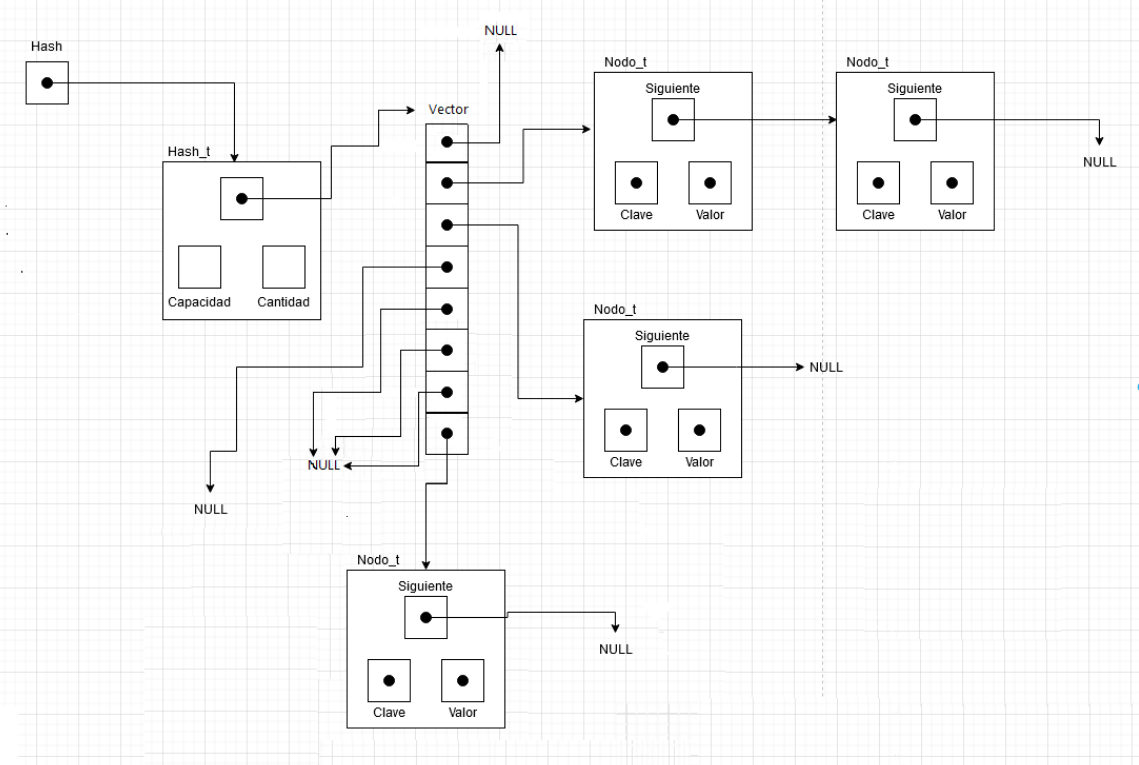 NULL
Hash
Nodo_t
Nodo_t
Siguiente
Siguiente
Vector
Hash_t
NULL
Clave
Valor
Clave
Valor
Capacidad
Cantidad
Nodo_t
Siguiente
NULL
Clave
Valor
NULL
NULL
Nodo_t
Siguiente
NULL
Clave
Valor